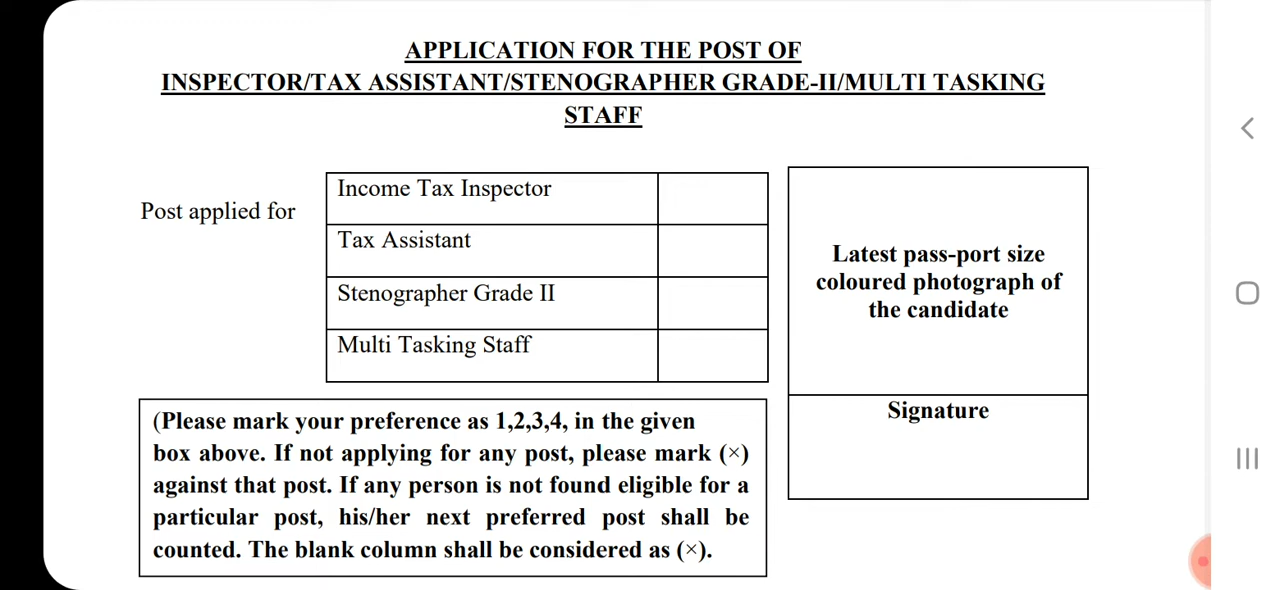 APPLICATION FOR THE POST OF
INSPECTOR/TAX ASSISTANT/STENOGRAPHER GRADE-II/MULTI TASKING
STAFF
Post applied for
Income Tax Inspector
Tax Assistant
Stenographer Grade II
Multi Tasking Staff
Latest pass-port size
coloured photograph of
the candidate
Signature
(Please mark your preference as 1,2,3,4, in the given
box above. If not applying for any post, please mark (×)
against that post. If any person is not found eligible for a
particular post, his/her next preferred post shall be
counted. The blank column shall be considered as (×).